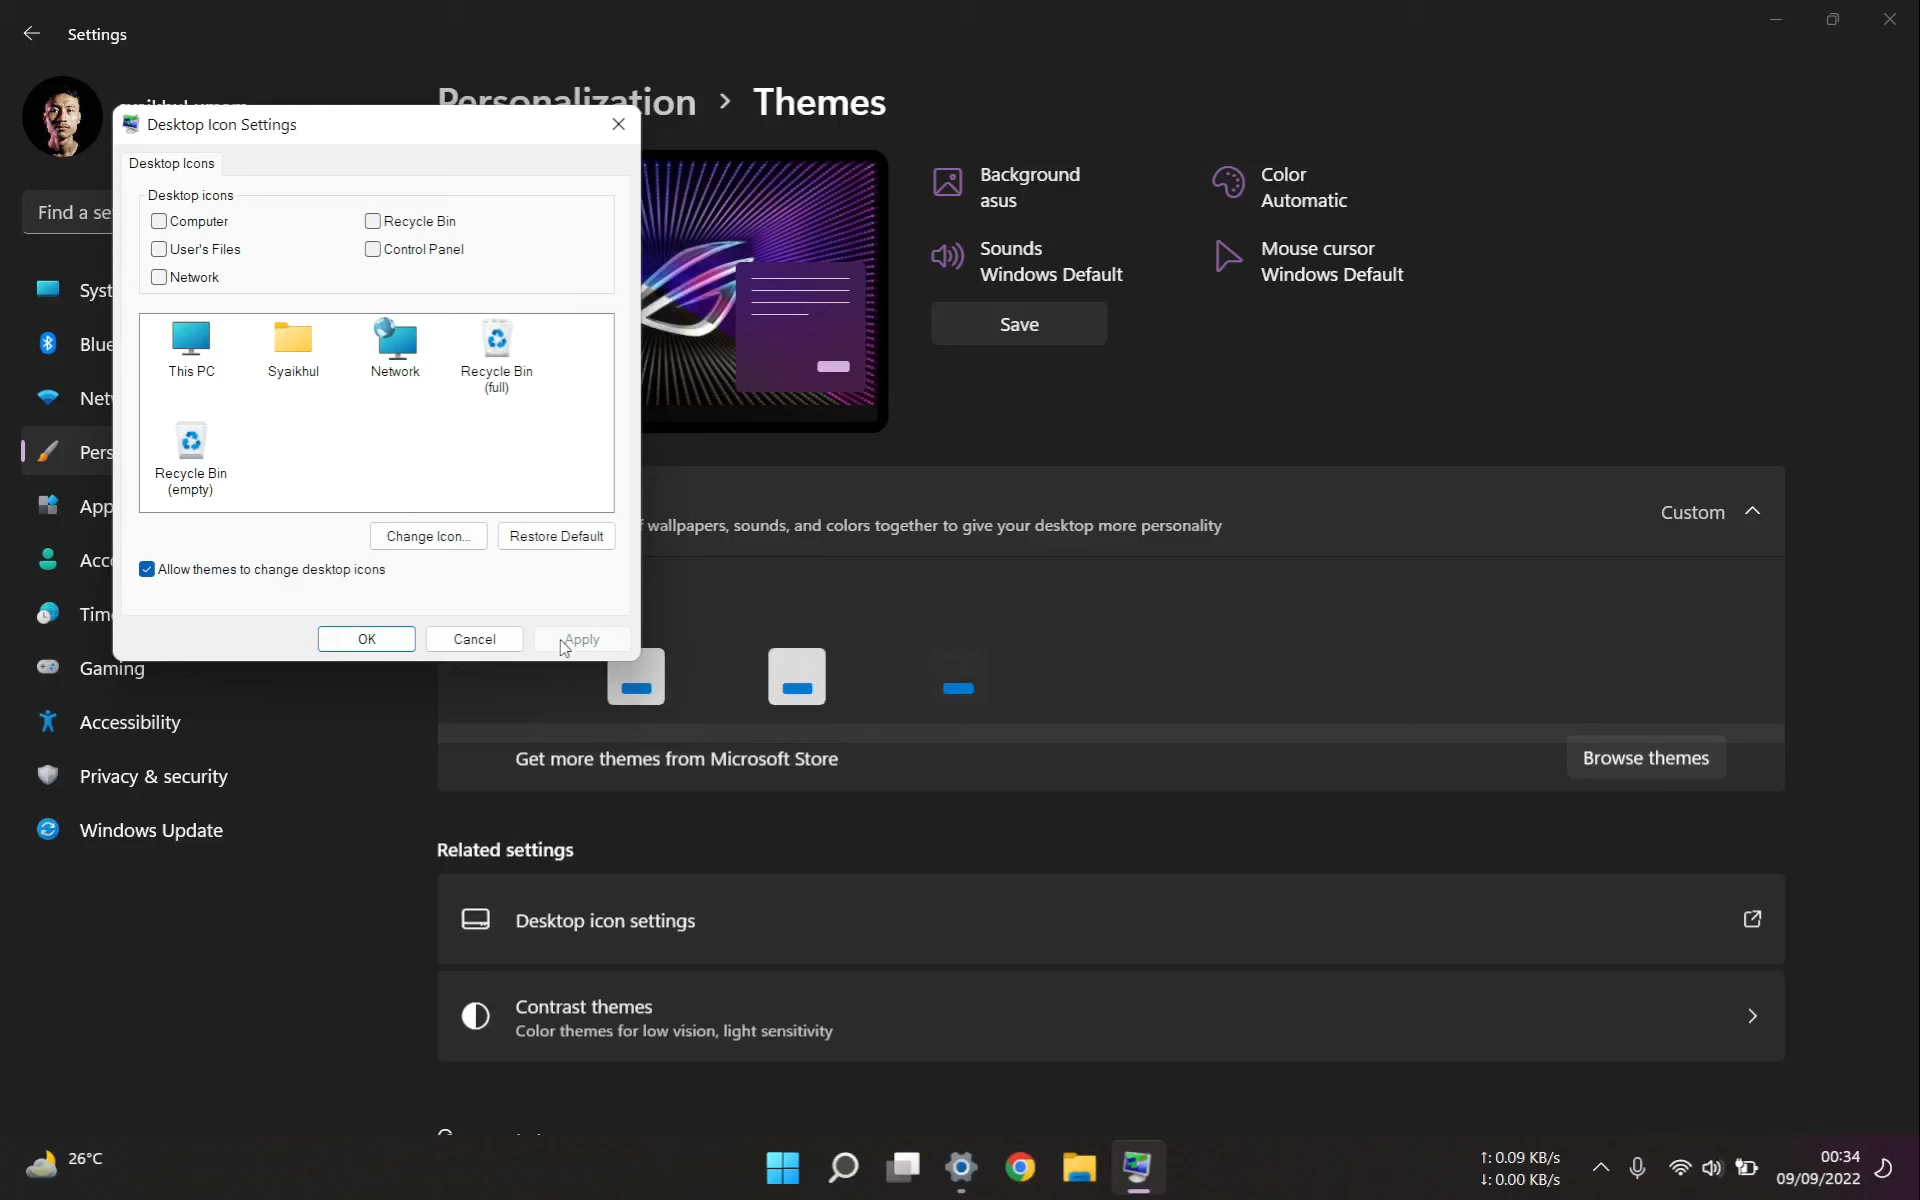 Settings
Personalization > Themes
Desktop Icon Settings
Desktop Icons
Desktop icons
Computer
Recycle Bin
User's Files
Control Panel
Network
This PC
Syaikhul
Network
Recycle Bin
(full)
Recycle Bin
(empty)
Change Icon...
Restore Default
Allow themes to change desktop icons
OK
Cancel
Apply
Find a se
Syst
Blue
Net
Pers
App
Acc
Tim
Gaming
Accessibility
Privacy & security
Windows Update
Background
asus
Color
Automatic
Sounds
Windows Default
Mouse cursor
Windows Default
Save
wallpapers, sounds, and colors together to give your desktop more personality
Custom
Get more themes from Microsoft Store
Browse themes
Related settings
Desktop icon settings
Contrast themes
Color themes for low vision, light sensitivity
26°C
↑: 0.09 KB/s
↓: 0.00 KB/s
00:34
09/09/2022